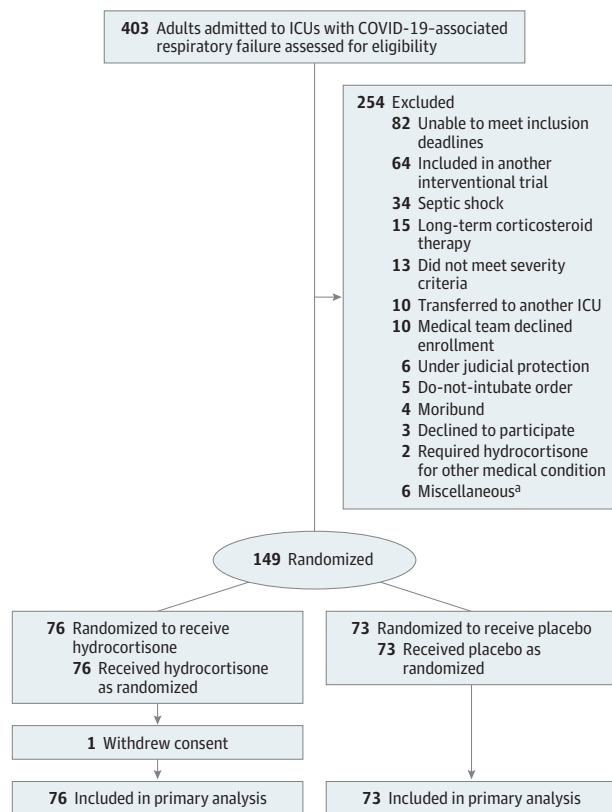 403 Adults admitted to ICUs with COVID-19–associated
respiratory failure assessed for eligibility
254 Excluded
82 Unable to meet inclusion
deadlines
64 Included in another
interventional trial
34 Septic shock
15 Long-term corticosteroid
therapy
13 Did not meet severity
criteria
10 Transferred to another ICU
10 Medical team declined
enrollment
6 Under judicial protection
5 Do-not-intubate order
4 Moribund
3 Declined to participate
2 Required hydrocortisone
for other medical condition
6 Miscellaneousᵃ
149 Randomized
76 Randomized to receive
hydrocortisone
76 Received hydrocortisone
as randomized
1 Withdrew consent
76 Included in primary analysis
73 Randomized to receive placebo
73 Received placebo as
randomized
73 Included in primary analysis